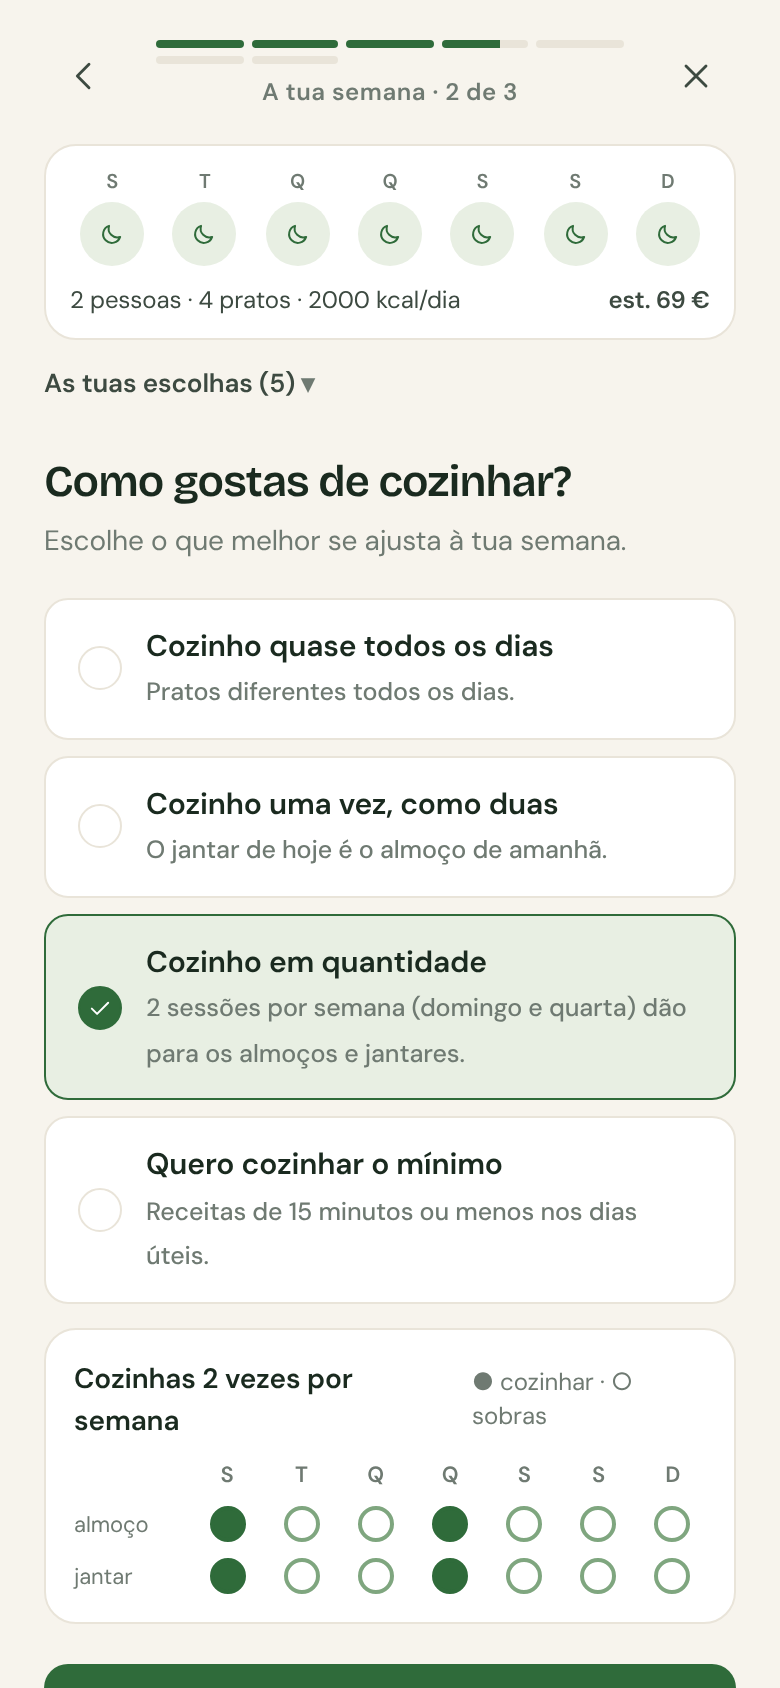 A tua semana · 2 de 3
S T Q Q S S D
2 pessoas · 4 pratos · 2000 kcal/dia est. 69 €
As tuas escolhas (5) ▾
Como gostas de cozinhar?
Escolhe o que melhor se ajusta à tua semana.
Cozinho quase todos os dias
Pratos diferentes todos os dias.
Cozinho uma vez, como duas
O jantar de hoje é o almoço de amanhã.
Cozinho em quantidade
2 sessões por semana (domingo e quarta) dão
para os almoços e jantares.
Quero cozinhar o mínimo
Receitas de 15 minutos ou menos nos dias
úteis.
Cozinhas 2 vezes por
semana
● cozinhar · ○
sobras
S T Q Q S S D
almoço
jantar